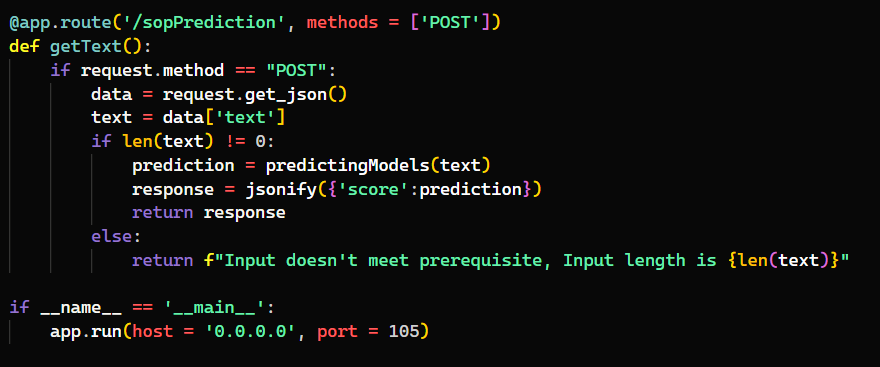 @app.route('/sopPrediction', methods = ['POST'])
def getText():
    if request.method == "POST":
        data = request.get_json()
        text = data['text']
        if len(text) != 0:
            prediction = predictingModels(text)
            response = jsonify({'score':prediction})
            return response
        else:
            return f"Input doesn't meet prerequisite, Input length is {len(text)}"

if __name__ == '__main__':
    app.run(host = '0.0.0.0', port = 105)